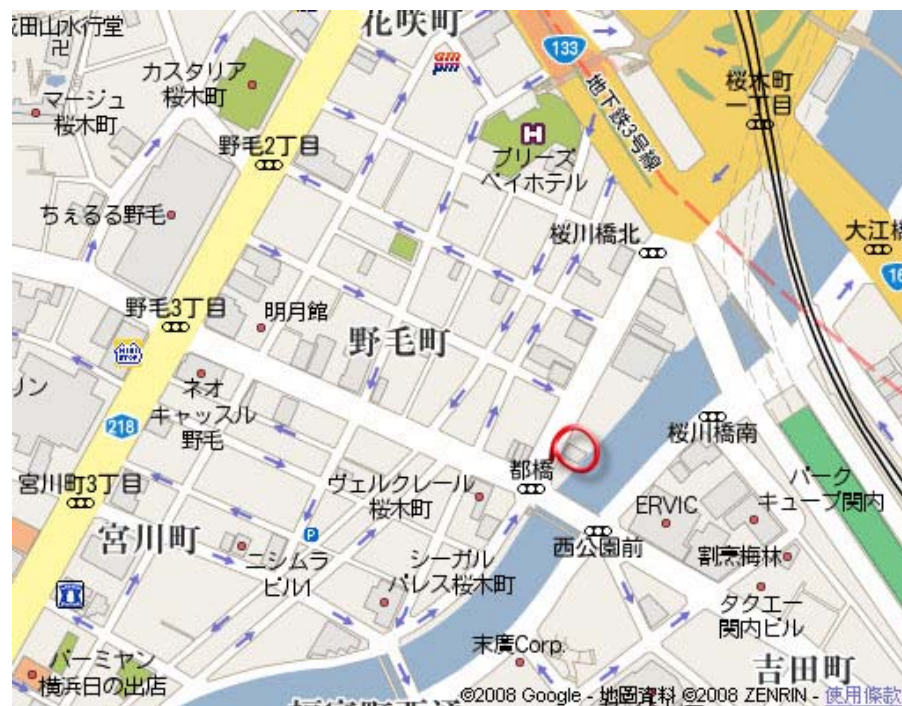 花咲町
133
成田山水行堂
卍
カスタリア
桜木町
am
pm
マージュ
桜木町
地下鉄3号線
桜木町
一丁目
野毛2丁目
H
ブリーズ
ベイホテル
ちぇるる野毛
桜川橋北
大江橋
16
野毛3丁目
明月館
野毛町
ネオ
キャッスル
野毛
リン
218
桜川橋南
宮川町3丁目
ヴェルクレール
桜木町
都橋
パーク
キューブ関内
ERVIC
P
宮川町
西公園前
割烹梅林
ニシムラ
ビル1
シーガル
パレス桜木町
タクエー
関内ビル
末廣Corp.
バーミヤン
横浜日の出店
吉田町
©2008 Google - 地圖資料 ©2008 ZENRIN - 使用條款